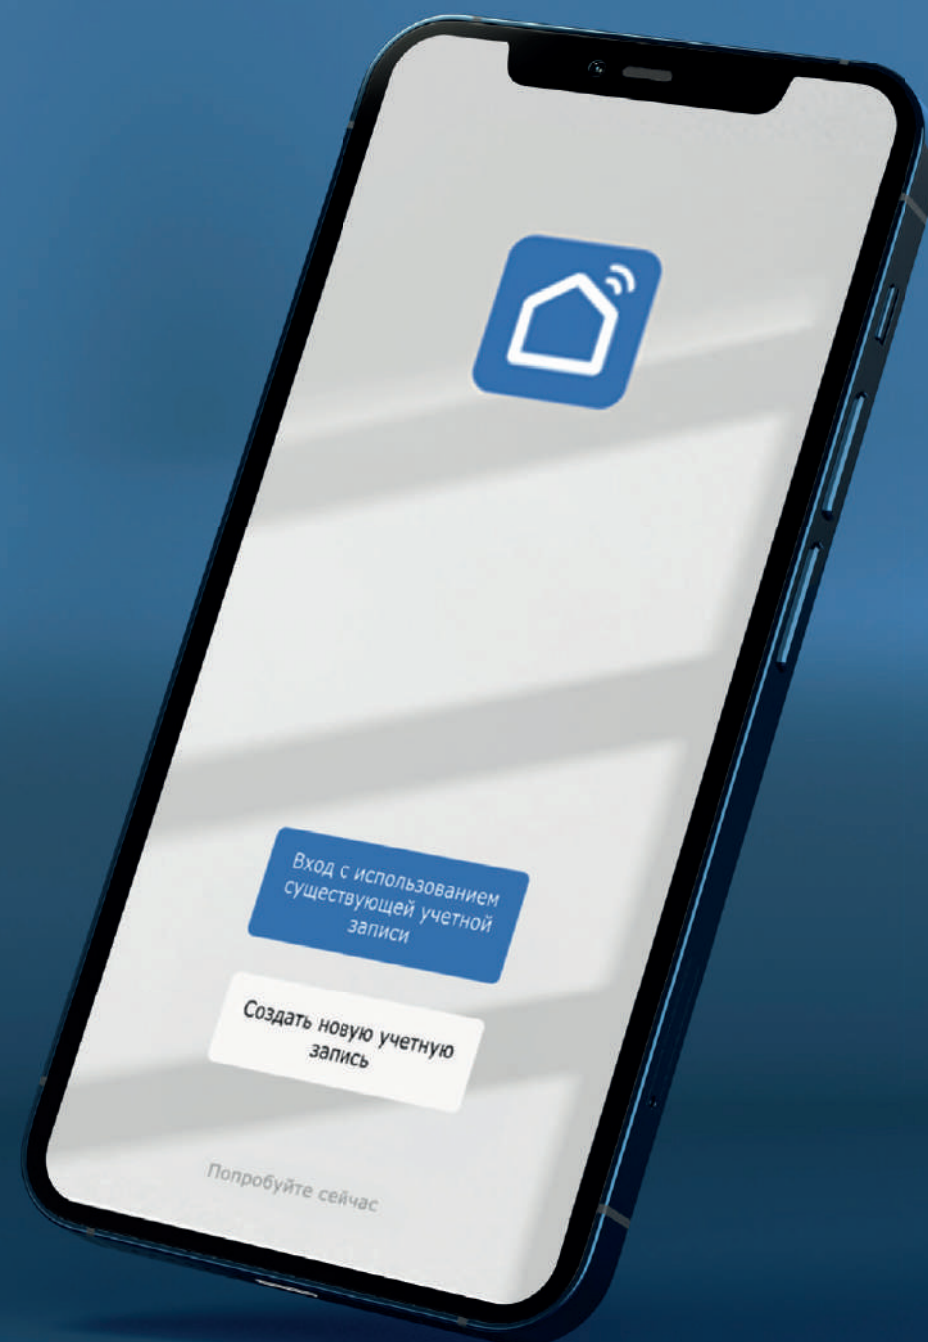 Вход с использованием
существующей учетной
записи
Создать новую учетную
запись
Попробуйте сейчас